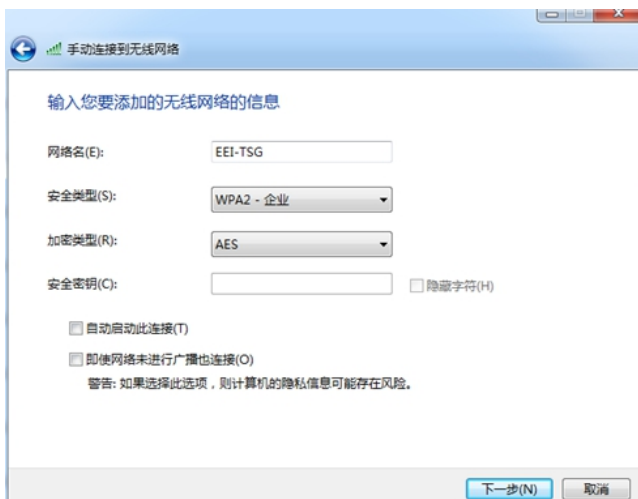 手动连接到无线网络
输入您要添加的无线网络的信息
网络名(E): EEI-TSG
安全类型(S): WPA2 - 企业
加密类型(R): AES
安全密钥(C): 隐藏字符(H)
自动启动此连接(T)
即使网络未进行广播也连接(O)
警告: 如果选择此选项，则计算机的隐私信息可能存在风险。
下一步(N) 取消